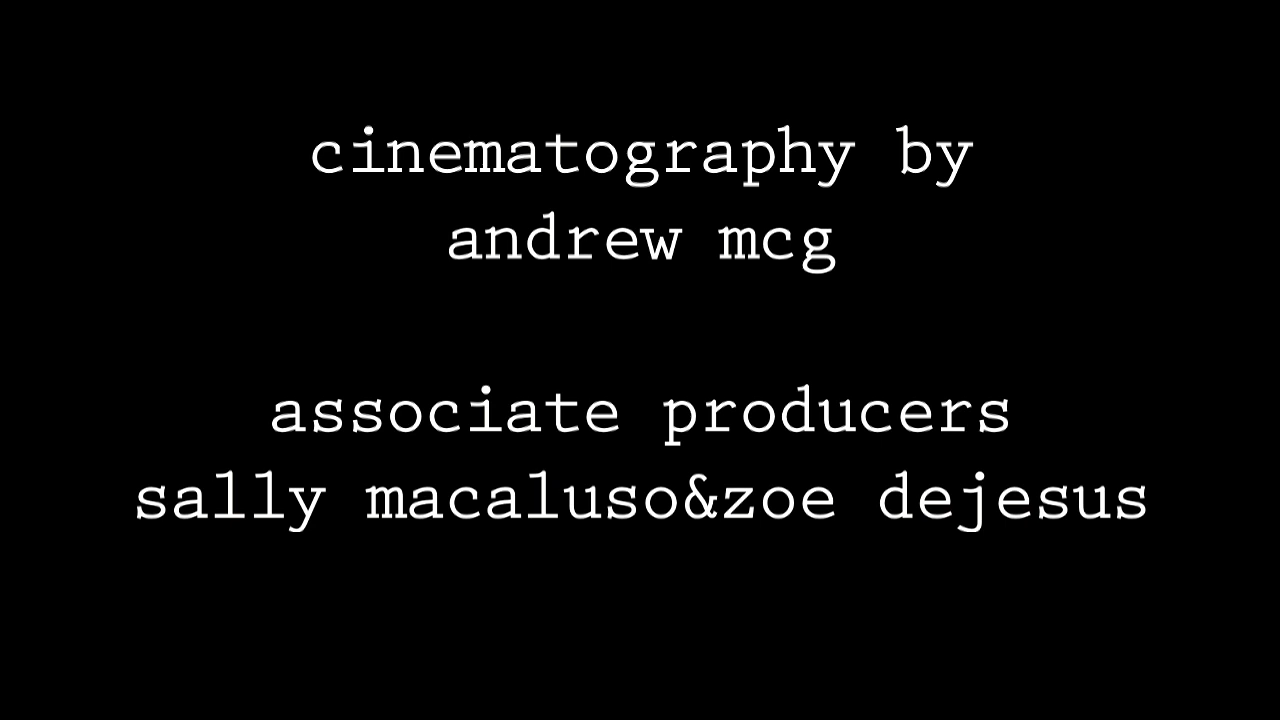 cinematography by
andrew mcg
associate producers
sally macaluso&zoe dejesus